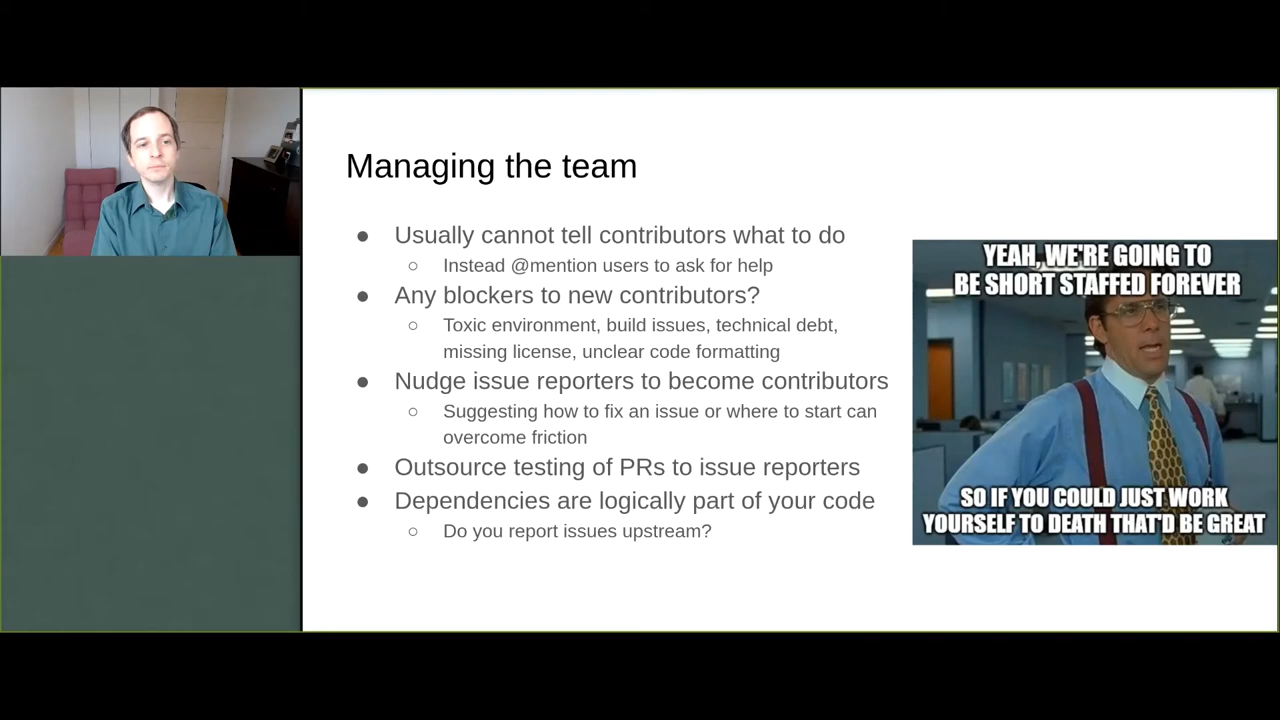 Managing the team
● Usually cannot tell contributors what to do
○ Instead @mention users to ask for help
● Any blockers to new contributors?
○ Toxic environment, build issues, technical debt,
missing license, unclear code formatting
● Nudge issue reporters to become contributors
○ Suggesting how to fix an issue or where to start can
overcome friction
● Outsource testing of PRs to issue reporters
● Dependencies are logically part of your code
○ Do you report issues upstream?
YEAH, WE'RE GOING TO
BE SHORT STAFFED FOREVER
SO IF YOU COULD JUST WORK
YOURSELF TO DEATH THAT'D BE GREAT